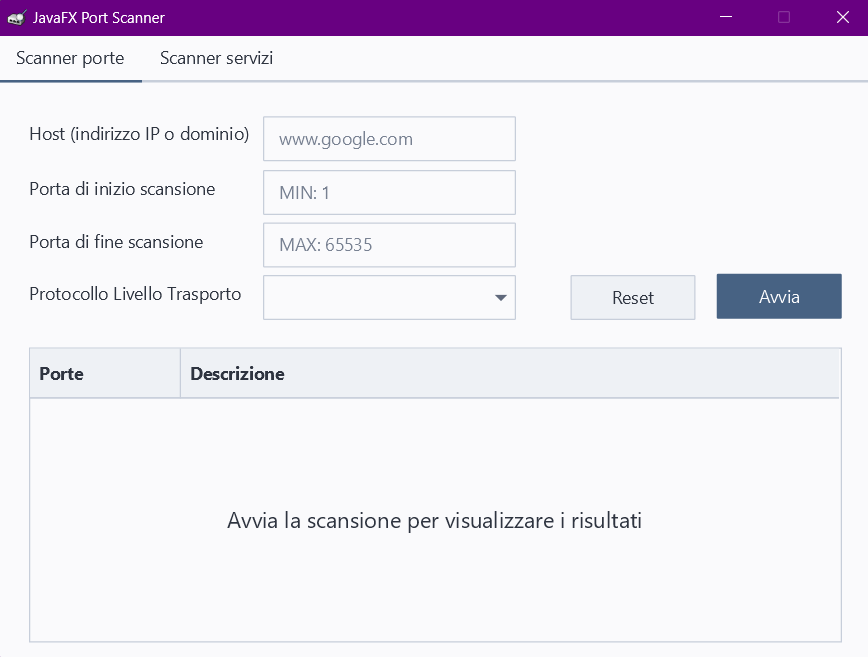 JavaFX Port Scanner
Scanner porte
Scanner servizi
Host (indirizzo IP o dominio)
www.google.com
Porta di inizio scansione
MIN: 1
Porta di fine scansione
MAX: 65535
Protocollo Livello Trasporto
Reset
Avvia
Porte
Descrizione
Avvia la scansione per visualizzare i risultati